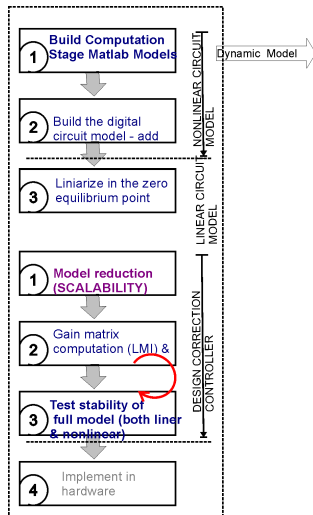 1
Build Computation
Stage Matlab Models
2
Build the digital
circuit model - add
3
Liniarize in the zero
equilibrium point
1
Model reduction
(SCALABILITY)
2
Gain matrix
computation (LMI) &
3
Test stability of
full model (both liner
& nonlinear)
4
Implement in
hardware
NONLINEAR CIRCUIT
MODEL
LINEAR CIRCUIT
MODEL
DESIGN CORRECTION
CONTROLLER
Dynamic Model